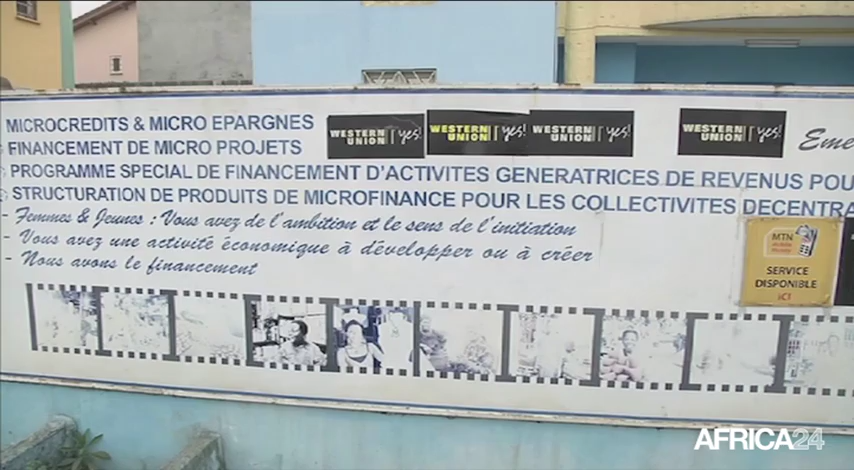 MICROCREDITS & MICRO EPARGNES
WESTERN UNION yes!
WESTERN UNION yes!
WESTERN UNION yes!
WESTERN UNION yes!
FINANCEMENT DE MICRO PROJETS
PROGRAMME SPECIAL DE FINANCEMENT D'ACTIVITES GENERATRICES DE REVENUS POU
STRUCTURATION DE PRODUITS DE MICROFINANCE POUR LES COLLECTIVITES DECENTRA
- Femmes & Jeunes : Vous avez de l'ambition et le sens de l'initiation
- Vous avez une activité économique à développer ou à créer
- Nous avons le financement
MTN
SERVICE
DISPONIBLE
ICI
AFRICA24